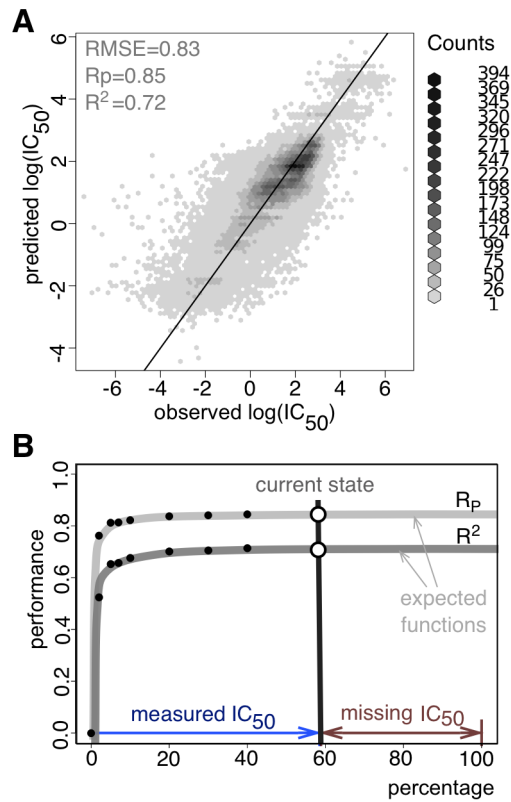 A
RMSE=0.83
Rp=0.85
R²=0.72
predicted log(IC50)
6
4
2
0
-2
-4
-6 -4 -2 0 2 4 6
observed log(IC50)
Counts
394
369
345
320
296
271
247
222
198
173
148
124
99
75
50
26
1
B
current state
RP
R²
expected
functions
performance
1.0
0.8
0.6
0.4
0.2
0.0
measured IC50 missing IC50
0 20 40 60 80 100
percentage